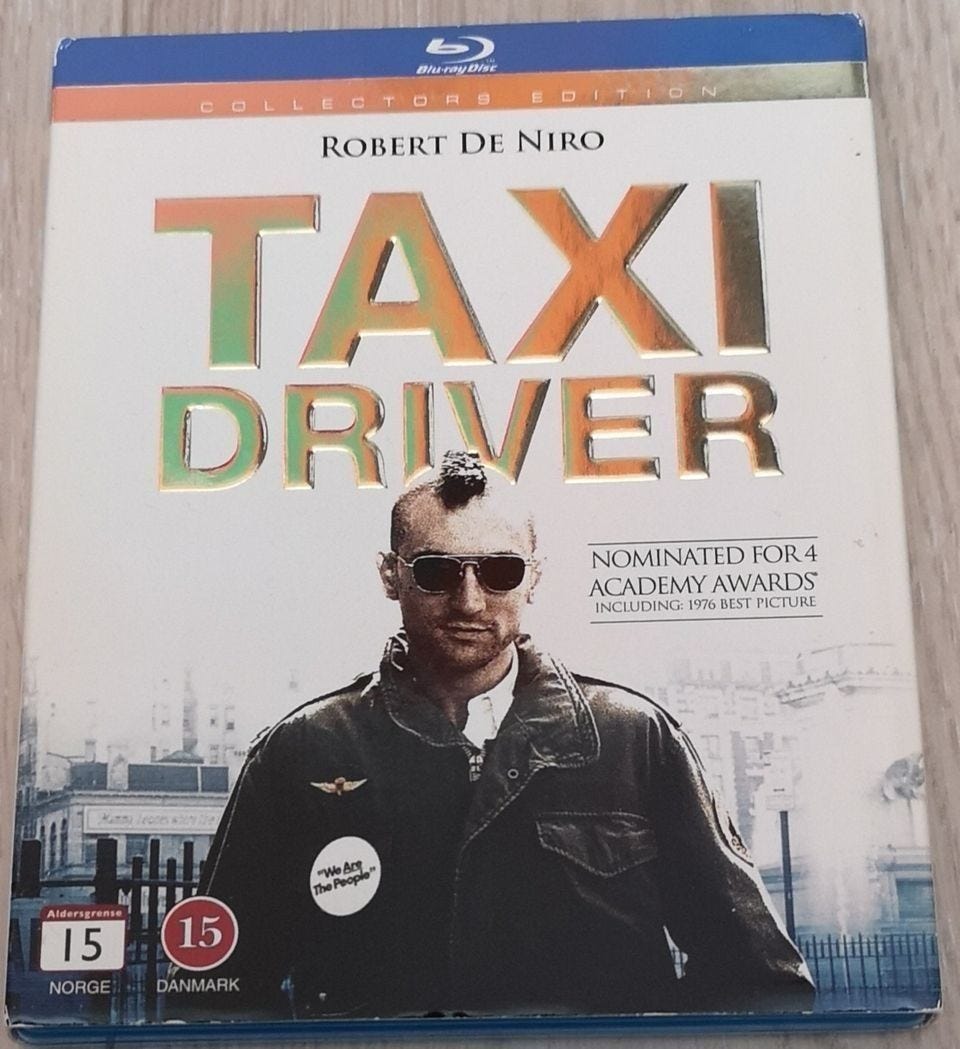 Blu-ray Disc
COLLECTORS EDITION
ROBERT DE NIRO
TAXI
DRIVER
NOMINATED FOR 4
ACADEMY AWARDS®
INCLUDING: 1976 BEST PICTURE
"We Are
The People"
Aldersgrense
15
NORGE
15
DANMARK